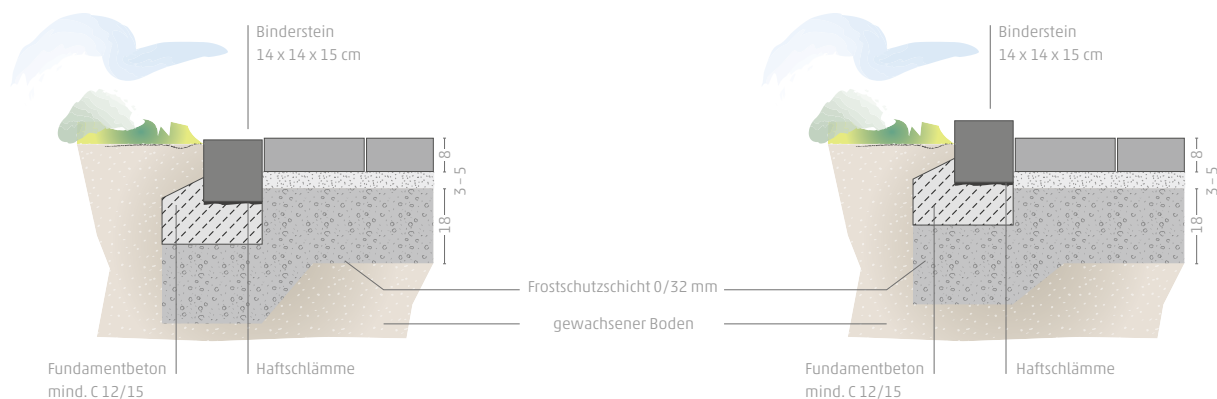 Binderstein
14 x 14 x 15 cm
8
3 – 5
18
Fundamentbeton
mind. C 12/15
Haftschlämme
Frostschutzschicht 0/32 mm
gewachsener Boden
Binderstein
14 x 14 x 15 cm
8
3 – 5
18
Fundamentbeton
mind. C 12/15
Haftschlämme